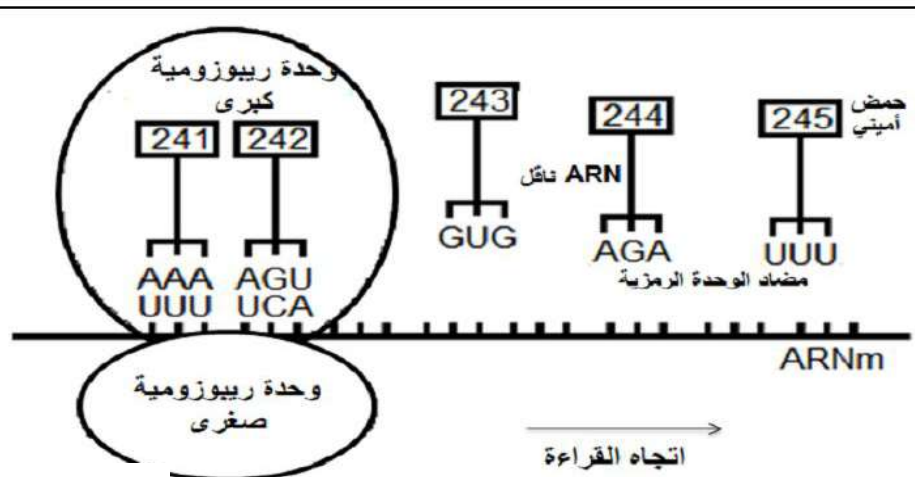 وحدة ريبوزومية
كبرى
241 242 243 244 245
حمض
أميني
ARN ناقل
AAA AGU GUG AGA UUU
UUU UCA
مضاد الوحدة الرمزية
ARNm
وحدة ريبوزومية
صغرى
اتجاه القراءة